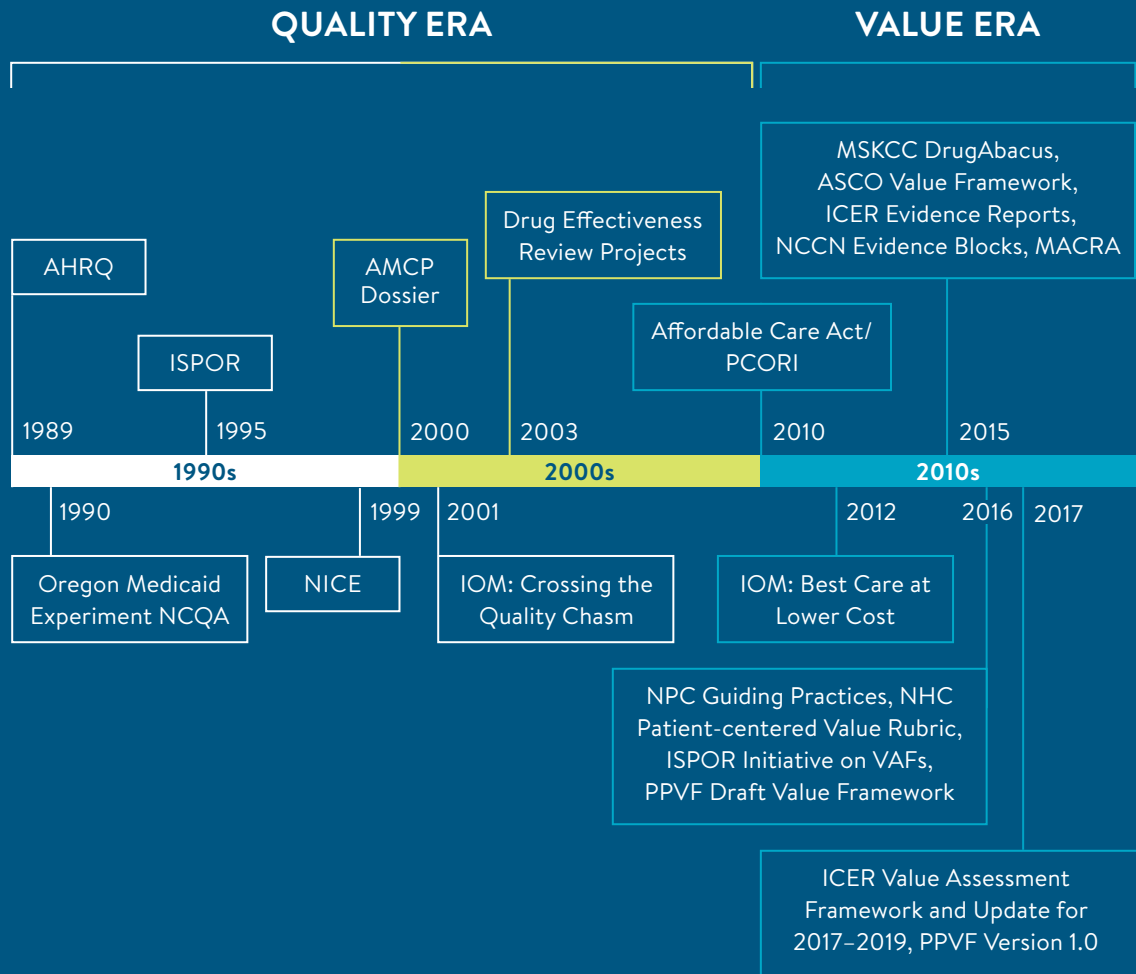 QUALITY ERA
VALUE ERA
MSKCC DrugAbacus,
ASCO Value Framework,
ICER Evidence Reports,
NCCN Evidence Blocks, MACRA
Drug Effectiveness
Review Projects
AHRQ
AMCP
Dossier
Affordable Care Act/
PCORI
ISPOR
1989
1995
2000
2003
2010
2015
1990s
2000s
2010s
1990
1999
2001
2012
2016
2017
Oregon Medicaid
Experiment NCQA
NICE
IOM: Crossing the
Quality Chasm
IOM: Best Care at
Lower Cost
NPC Guiding Practices, NHC
Patient-centered Value Rubric,
ISPOR Initiative on VAFs,
PPVF Draft Value Framework
ICER Value Assessment
Framework and Update for
2017–2019, PPVF Version 1.0